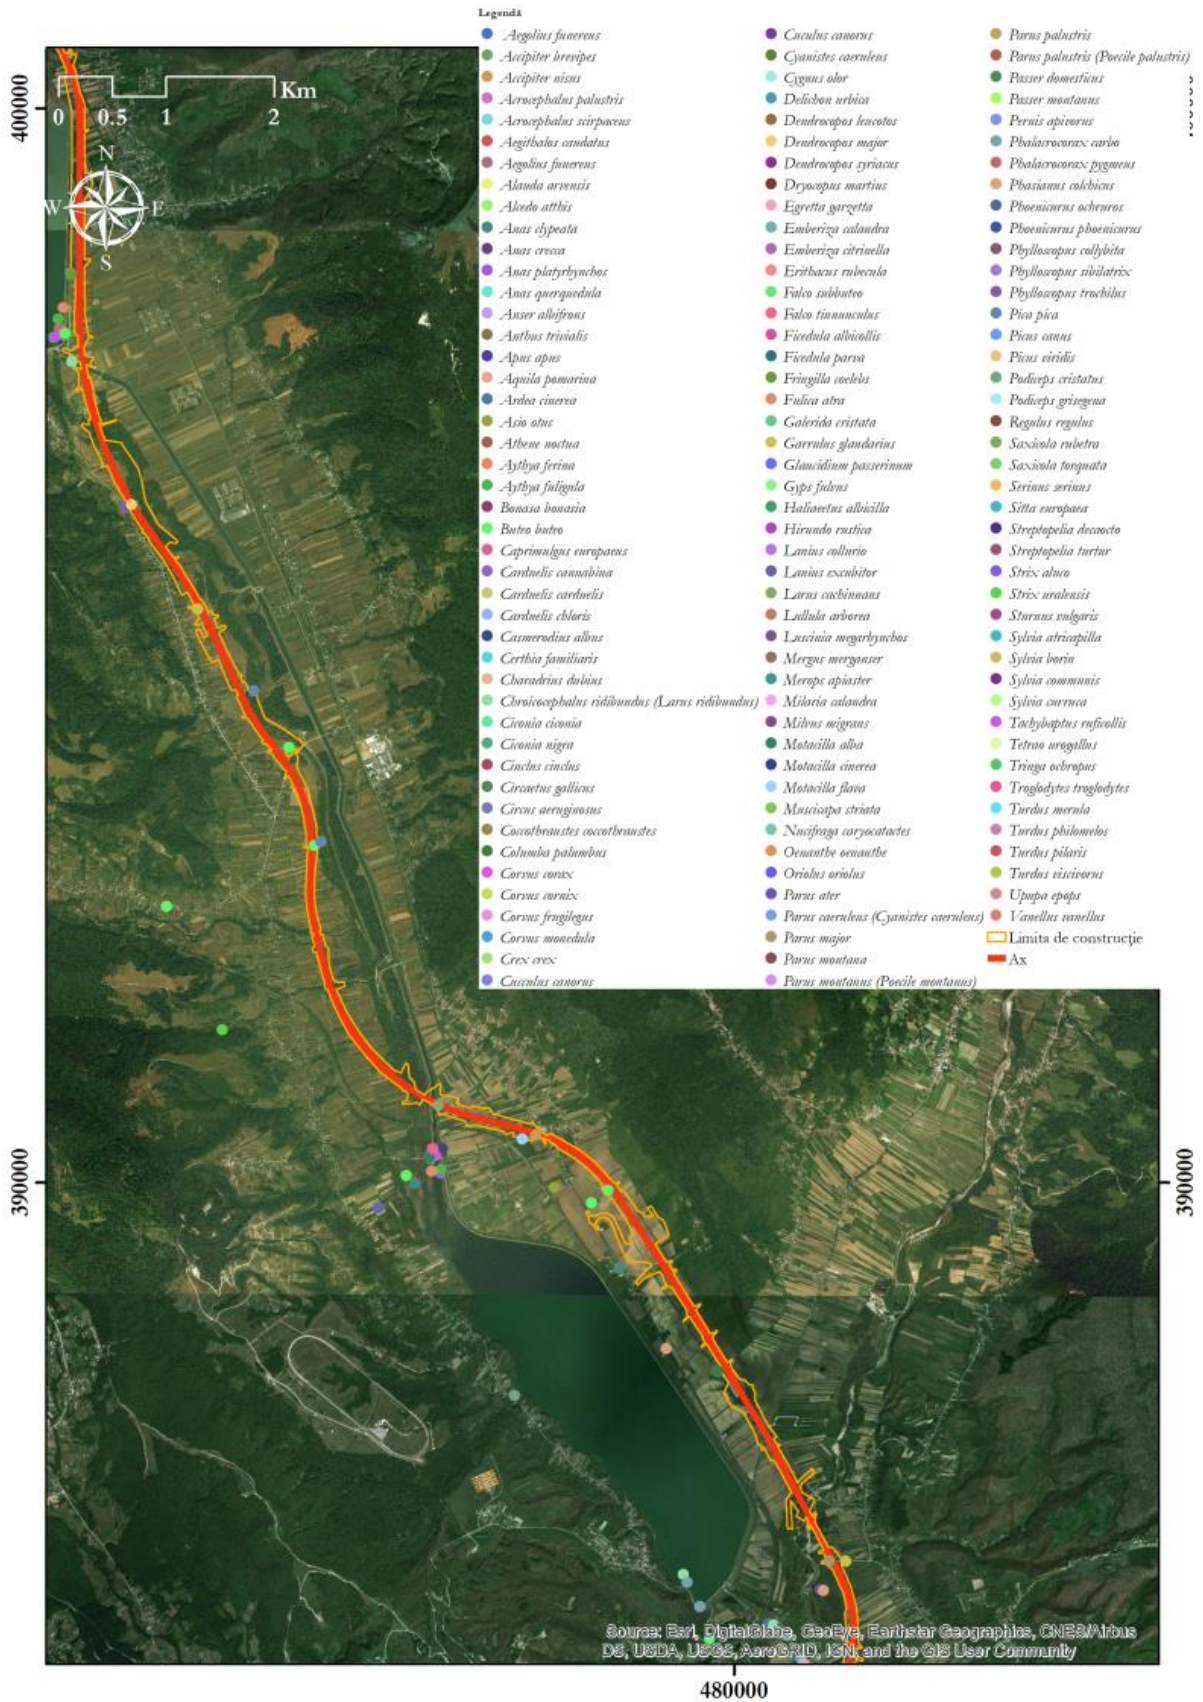 Legendă
Aegolius funereus
Accipiter brevipes
Accipiter nisus
Acrocephalus palustris
Acrocephalus scirpaceus
Aegithalus caudatus
Aegolius funereus
Alauda arvensis
Alcedo atthis
Anas clypeata
Anas crecca
Anas platyrhynchos
Anas querquedula
Anser albifrons
Anthus trivialis
Apus apus
Aquila pomarina
Ardea cinerea
Asio otus
Athene noctua
Aythya ferina
Aythya fuligula
Bonasa bonasia
Buteo buteo
Caprimulgus europaeus
Carduelis cannabina
Carduelis carduelis
Carduelis chloris
Casmerodius albus
Certhia familiaris
Charadrius dubius
Chroicocephalus ridibundus (Larus ridibundus)
Ciconia ciconia
Ciconia nigra
Cinclus cinclus
Circaetus gallicus
Circus aeruginosus
Coccothraustes coccothraustes
Columba palumbus
Corvus corax
Corvus cornix
Corvus frugilegus
Corvus monedula
Crex crex
Cucculus canorus
Cuculus canorus
Cyanistes caeruleus
Cygnus olor
Delichon urbica
Dendrocopos leucotos
Dendrocopos major
Dendrocopos syriacus
Dryocopus martius
Egretta garzetta
Emberiza calandra
Emberiza citrinella
Erithacus rubecula
Falco subbuteo
Falco tinnunculus
Ficedula albicollis
Ficedula parva
Fringilla coelebs
Fulica atra
Galerida cristata
Garrulus glandarius
Glaucidium passerinum
Gyps fulvus
Haliaeetus albicilla
Hirundo rustica
Lanius collurio
Lanius excubitor
Larus cachinnans
Lullula arborea
Luscinia megarhynchos
Mergus merganser
Merops apiaster
Milaria calandra
Milvus migrans
Motacilla alba
Motacilla cinerea
Motacilla flava
Muscicapa striata
Nucifraga caryocatactes
Oenanthe oenanthe
Oriolus oriolus
Parus ater
Parus caeruleus (Cyanistes caeruleus)
Parus major
Parus montana
Parus montanus (Poecile montanus)
Parus palustris
Parus palustris (Poecile palustris)
Passer domesticus
Passer montanus
Pernis apivorus
Phalacrocorax carbo
Phalacrocorax pygmeus
Phasianus colchicus
Phoenicurus ochruros
Phoenicurus phoenicurus
Phylloscopus collybita
Phylloscopus sibilatrix
Phylloscopus trochilus
Pica pica
Picus canus
Picus viridis
Podiceps cristatus
Podiceps grisegena
Regulus regulus
Saxicola rubetra
Saxicola torquata
Serinus serinus
Sitta europaea
Streptopelia decaocto
Streptopelia turtur
Strix aluco
Strix uralensis
Sturnus vulgaris
Sylvia atricapilla
Sylvia borin
Sylvia communis
Sylvia curruca
Tachybaptus ruficollis
Tetrao urogallus
Tringa ochropus
Troglodytes troglodytes
Turdus merula
Turdus philomelos
Turdus pilaris
Turdus viscivorus
Upupa epops
Vanellus vanellus
Limita de construcție
Ax
Km
0 0.5 1 2
N
W E
S
400000
390000
390000
480000
Source: Esri, DigitalGlobe, GeoEye, Earthstar Geographics, CNES/Airbus
DS, USDA, USGS, AeroGRID, IGN, and the GIS User Community